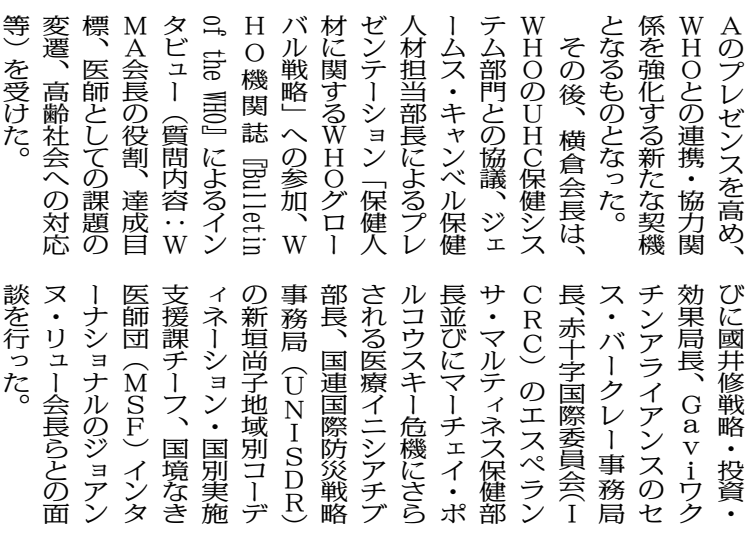 Aのプレゼンスを高め、
WHOとの連携・協力関
係を強化する新たな契機
となるものとなった。
その後、横倉会長は、
WHOのUHC保健シス
テム部門との協議、ジェ
ームス・キャンベル保健
人材担当部長によるプレ
ゼンテーション「保健人
材に関するWHOグロー
バル戦略」への参加、W
HO機関誌『Bulletin
of the WHO』によるイン
タビュー(質問内容:W
MA会長の役割、達成目
標、医師としての課題の
変遷、高齢社会への対応
等)を受けた。
びに國井修戦略・投資・
効果局長、Gaviワク
チンアライアンスのセ
ス・バークレー事務局
長、赤十字国際委員会(I
CRC)のエスペラン
サ・マルティネス保健部
長並びにマーチェイ・ポ
ルコウスキー危機にさら
される医療イニシアチブ
部長、国連国際防災戦略
事務局(UNISDR)
の新垣尚子地域別コーデ
ィネーション・国別実施
支援課チーフ、国境なき
医師団(MSF)インタ
ーナショナルのジョアン
ヌ・リュー会長らとの面
談を行った。